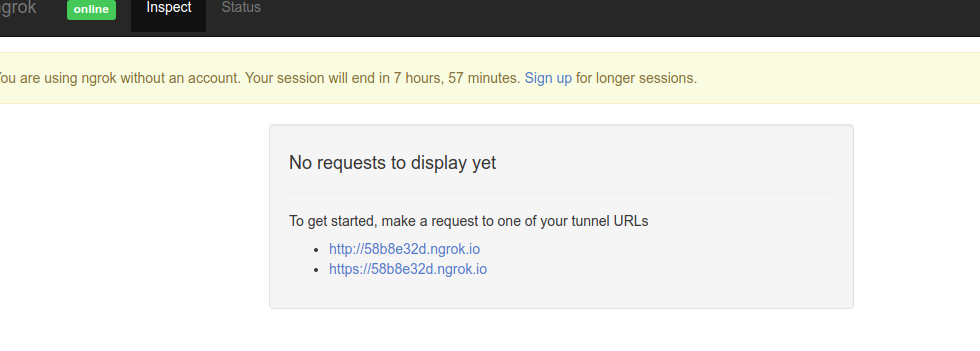 ngrok online Inspect Status
You are using ngrok without an account. Your session will end in 7 hours, 57 minutes. Sign up for longer sessions.
No requests to display yet
To get started, make a request to one of your tunnel URLs
http://58b8e32d.ngrok.io
https://58b8e32d.ngrok.io